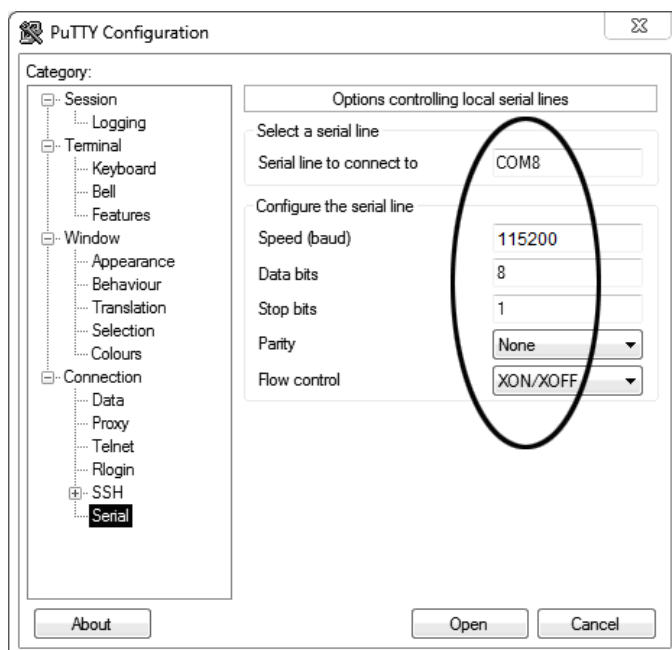 PuTTY Configuration
Category:
Session
Logging
Terminal
Keyboard
Bell
Features
Window
Appearance
Behaviour
Translation
Selection
Colours
Connection
Data
Proxy
Telnet
Rlogin
SSH
Serial
Options controlling local serial lines
Select a serial line
Serial line to connect to COM8
Configure the serial line
Speed (baud) 115200
Data bits 8
Stop bits 1
Parity None
Flow control XON/XOFF
About Open Cancel